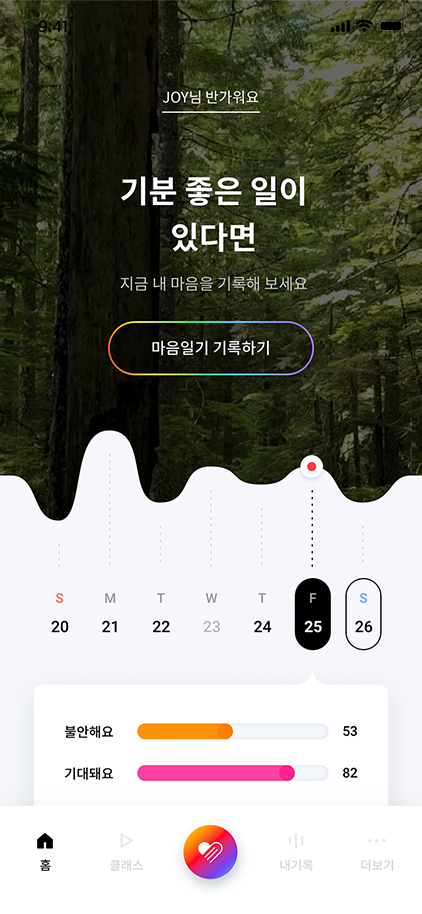 9:41
JOY님 반가워요
기분 좋은 일이
있다면
지금 내 마음을 기록해 보세요
마음일기 기록하기
S M T W T F S
20 21 22 23 24 25 26
불안해요 53
기대돼요 82
홈 클래스 내기록 더보기